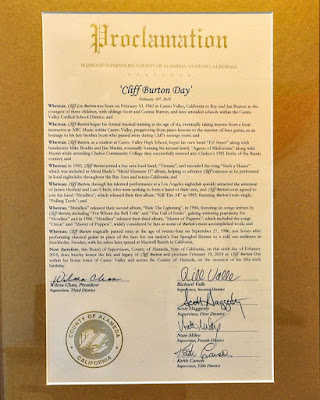 Proclamation
BOARD OF SUPERVISORS, COUNTY OF ALAMEDA, STATE OF CALIFORNIA
'Cliff Burton Day'
February 10th, 2018
Whereas, Cliff Lee Burton was on February 10, 1962 in Castro Valley, California to Ray and Jan Burton as the
youngest of three children, with siblings Scott and Connie Burton, and later attended schools within the Castro
Valley Unified School District; and
Whereas, Cliff Burton began his formal musical training at the age of six, eventually taking lessons from a local
instructor at ABC Music within Castro Valley, progressing from piano lessons to the mastery of bass guitar, as an
homage to his late brother who passed away during Cliff's teenage years; and
Whereas, Cliff Burton, as a student at Castro Valley High School, began his own band "EZ Street" along with
bandmates Mike Bordin and Jim Martin, eventually forming his second band, "Agents of Misfortune" along with
Martin while attending Chabot Community College they successfully entered into Chabot's 1981 Battle of the Bands
contest; and
Whereas, in 1982, Cliff Burton joined a bay area local band, "Trauma", and recorded the song "Such a Shame"
which was included in Metal Blade's "Metal Massacre II" album, helping to advance
in local nightclubs throughout the Bay Area and across California; and
Whereas, Cliff Burton, through his talented performances at a Los Angeles nightclub quickly attracted the attention
of James Hetfield and Lars Ulrich, who were seeking to form a band of their own, and Cliff Burton was agreed to
join the band "Metallica", which released their first album "Kill 'Em All" in 1983, featuring Burton's solo single,
"Pulling Teeth"; and
Whereas, "Metallica" released their second album, "Ride The Lightning", in 1984, featuring six songs written by
Cliff Burton, including "For Whom the Bell Tolls" and "The Call of Ktulu", gaining widening popularity for
"Metallica" and in 1986, "Metallica" released their third album, "Master of Puppets", which included the songs
"Orion" and "Master of Puppets", widely considered by fans as some of Burton's most accomplished work; and
Whereas, Cliff Burton tragically passed away at the age of twenty-four on September 27, 1986, just hours after
performing classical guitar in place of the bass for our nation's Star Spangled Banner to a sold out audience in
Stockholm, Sweden, with his ashes later spread at Maxwell Ranch in California.
Now therefore, this Board of Supervisors, County of Alameda, State of California, on this sixth day of February
2018, does hereby honor the life and legacy of Cliff Burton and proclaim February 10, 2018 as Cliff Burton Day
within his home town of Castro Valley and across the County of Alameda, on the occasion of his fifty-sixth
birthday.
Wilma Chan
Wilma Chan, President
Supervisor, Third District
Richard Valle
Supervisor, Second District
Scott Haggerty
Scott Haggerty
Supervisor, First District
Nate Miley
Supervisor, Fourth District
Keith Carson
Keith Carson
Supervisor, Fifth District
COUNTY OF ALAMEDA
CALIFORNIA